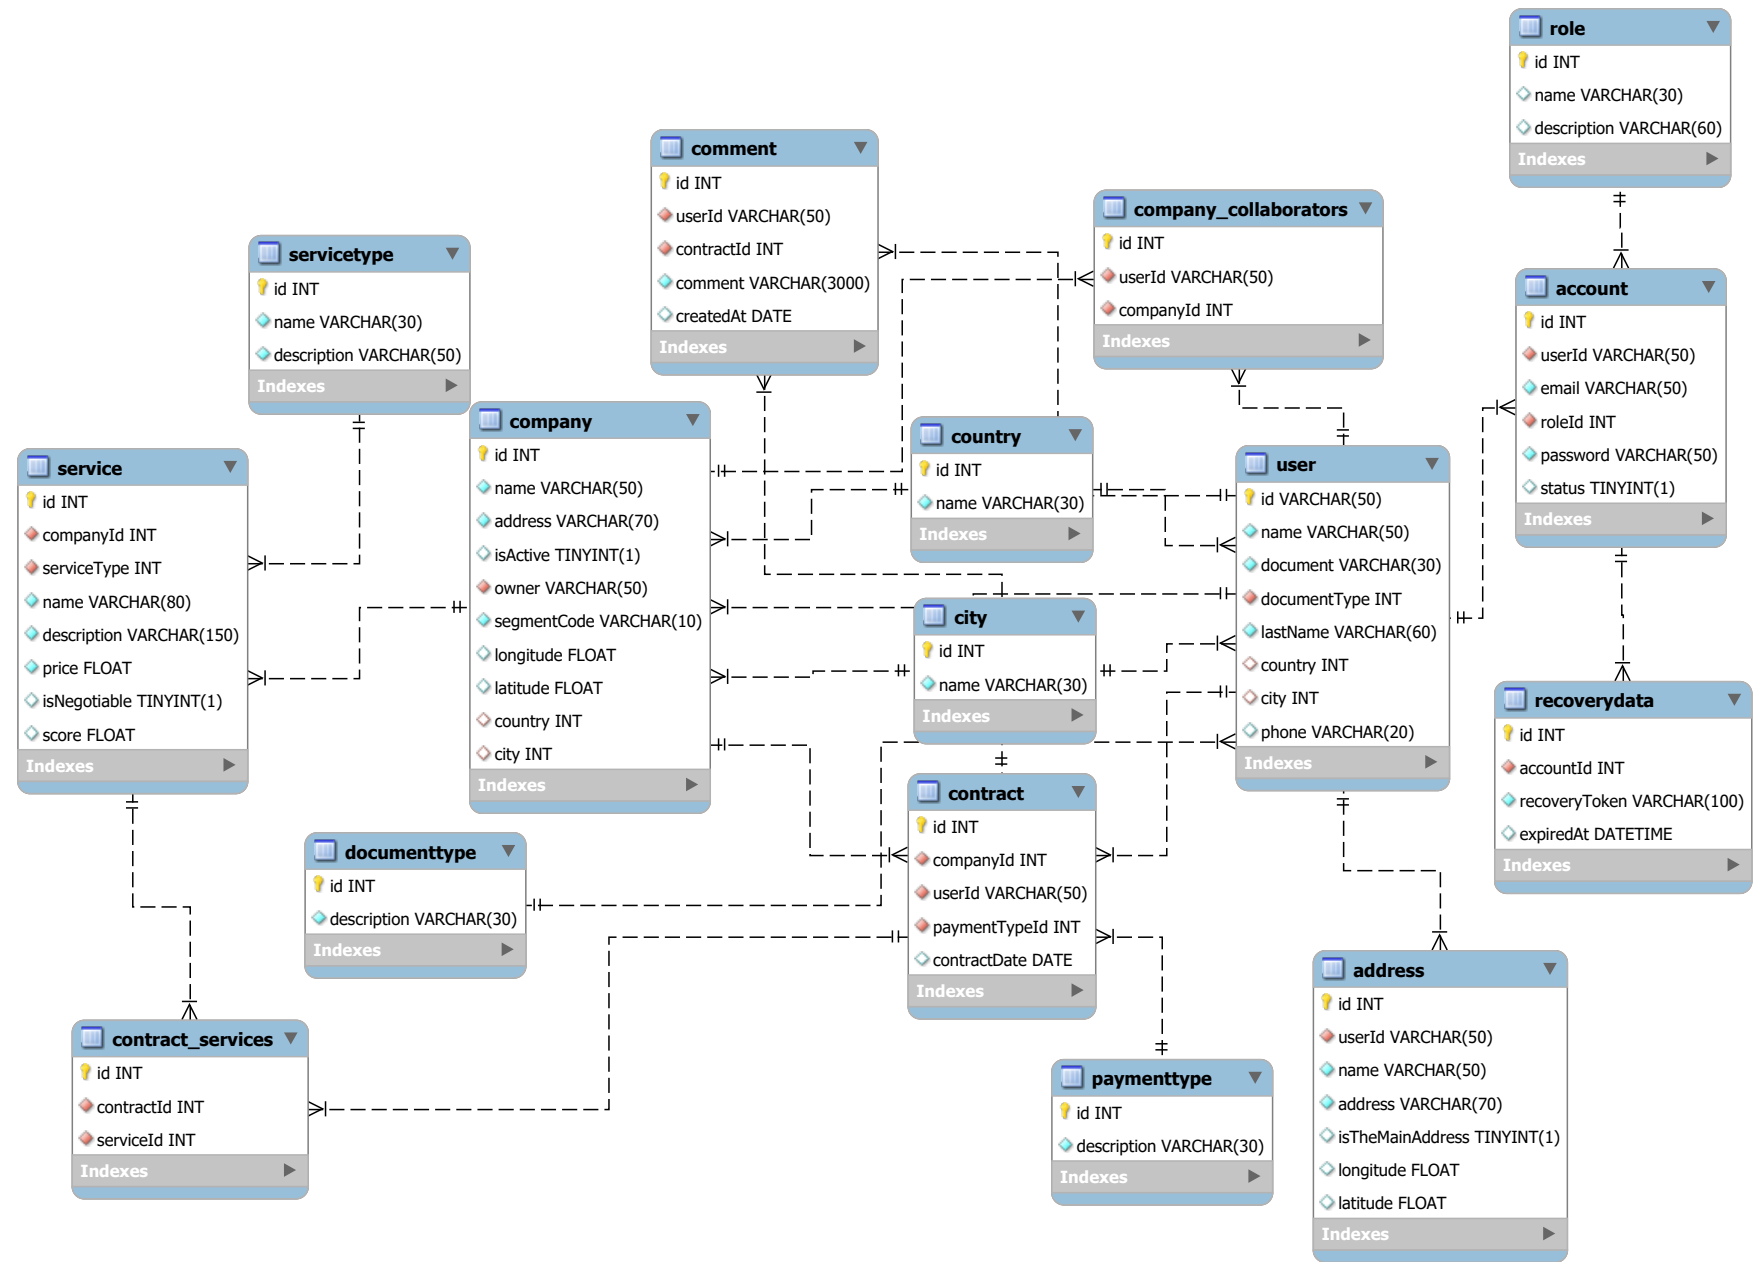 role
id INT
name VARCHAR(30)
description VARCHAR(60)
Indexes
comment
id INT
userId VARCHAR(50)
contractId INT
comment VARCHAR(3000)
createdAt DATE
Indexes
company_collaborators
id INT
userId VARCHAR(50)
companyId INT
Indexes
servicetype
id INT
name VARCHAR(30)
description VARCHAR(50)
Indexes
account
id INT
userId VARCHAR(50)
email VARCHAR(50)
roleId INT
password VARCHAR(50)
status TINYINT(1)
Indexes
company
id INT
name VARCHAR(50)
address VARCHAR(70)
isActive TINYINT(1)
owner VARCHAR(50)
segmentCode VARCHAR(10)
longitude FLOAT
latitude FLOAT
country INT
city INT
Indexes
country
id INT
name VARCHAR(30)
Indexes
user
id VARCHAR(50)
name VARCHAR(50)
document VARCHAR(30)
documentType INT
lastName VARCHAR(60)
country INT
city INT
phone VARCHAR(20)
Indexes
service
id INT
companyId INT
serviceType INT
name VARCHAR(80)
description VARCHAR(150)
price FLOAT
isNegotiable TINYINT(1)
score FLOAT
Indexes
city
id INT
name VARCHAR(30)
Indexes
recoverydata
id INT
accountId INT
recoveryToken VARCHAR(100)
expiredAt DATETIME
Indexes
contract
id INT
companyId INT
userId VARCHAR(50)
paymentTypeId INT
contractDate DATE
Indexes
documenttype
id INT
description VARCHAR(30)
Indexes
address
id INT
userId VARCHAR(50)
name VARCHAR(50)
address VARCHAR(70)
isTheMainAddress TINYINT(1)
longitude FLOAT
latitude FLOAT
Indexes
contract_services
id INT
contractId INT
serviceId INT
Indexes
paymenttype
id INT
description VARCHAR(30)
Indexes